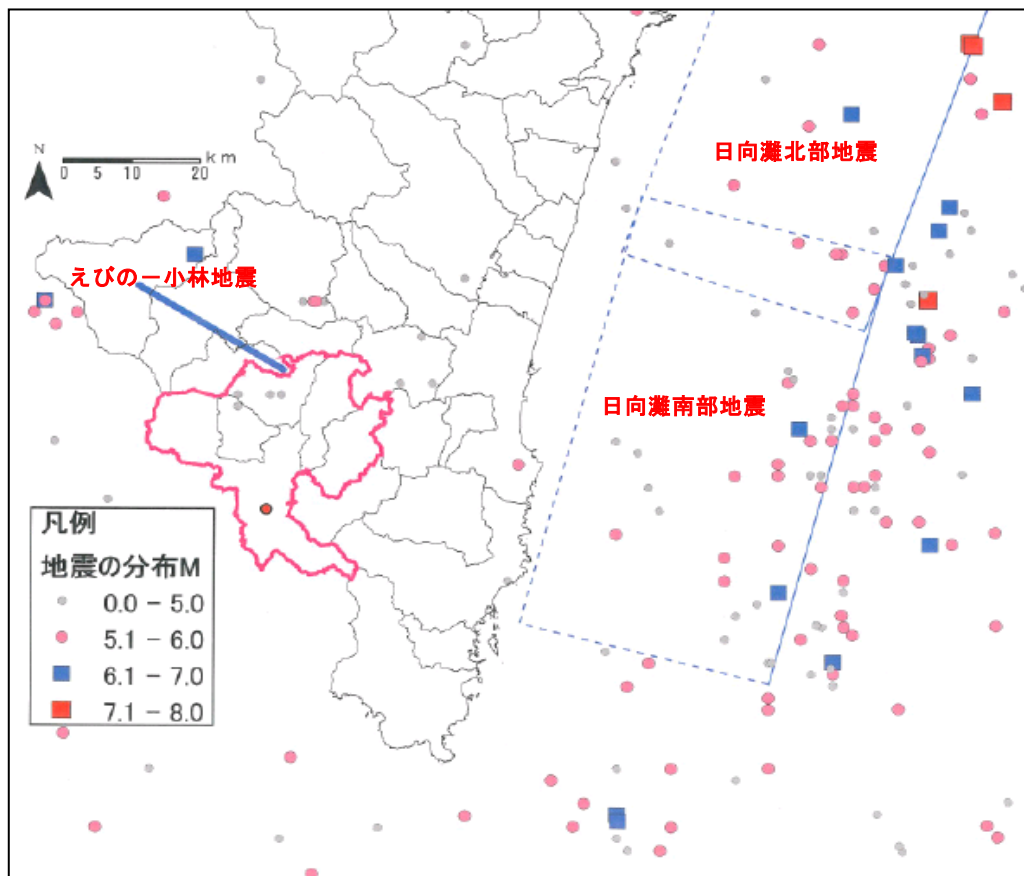 日向灘北部地震
N
km
0 5 10 20
えびの－小林地震
日向灘南部地震
凡例
地震の分布M
0.0 － 5.0
5.1 － 6.0
6.1 － 7.0
7.1 － 8.0